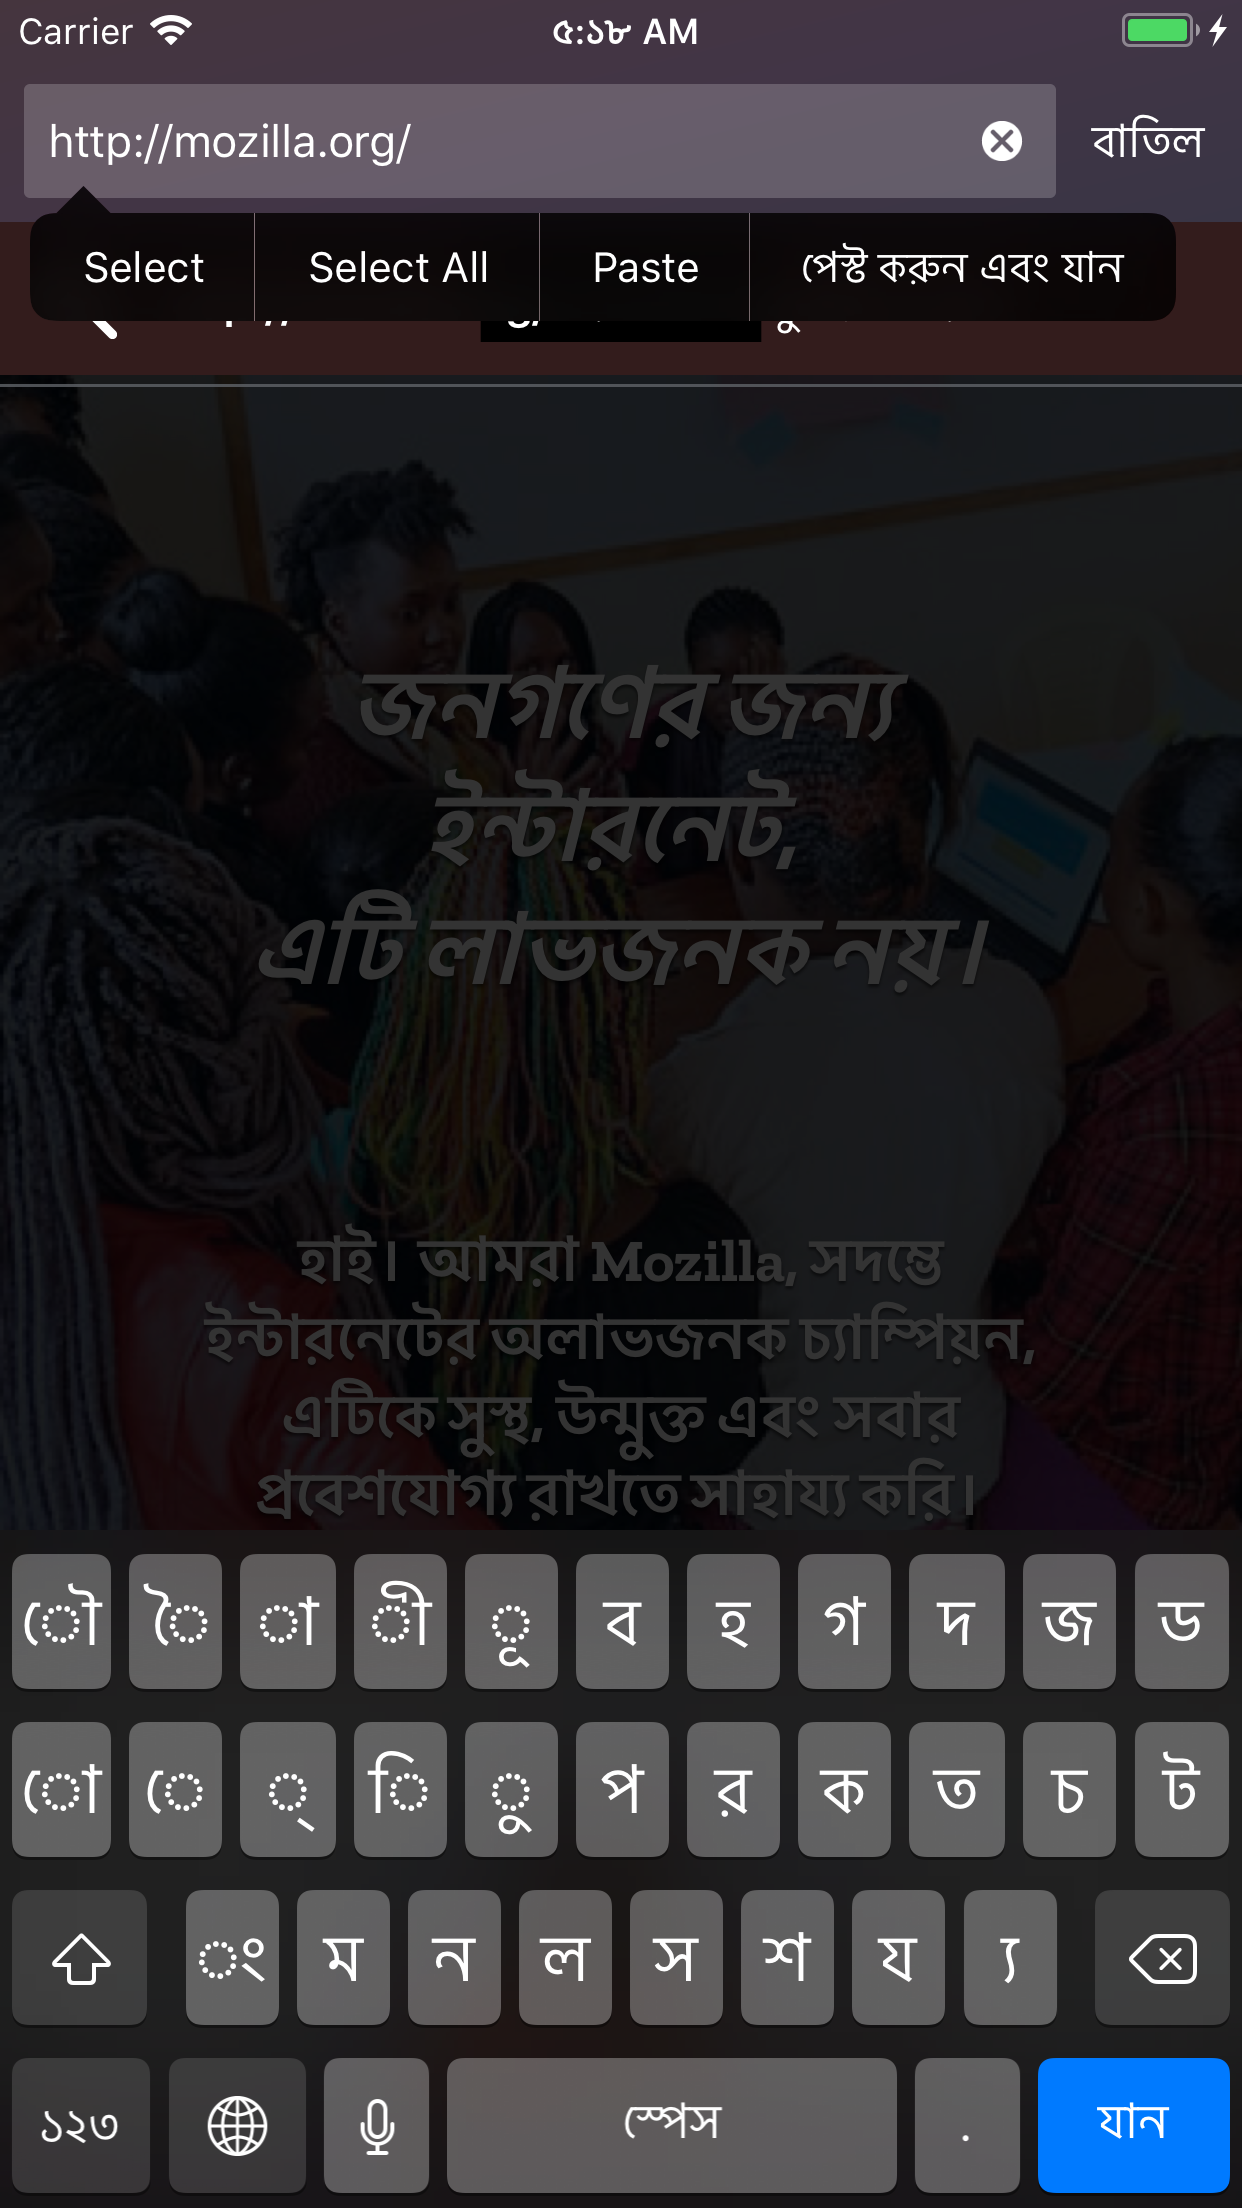 Carrier ৫:১৮ AM
http://mozilla.org/ বাতিল
Select Select All Paste পেস্ট করুন এবং যান
জনগণের জন্য
ইন্টারনেট,
এটি লাভজনক নয়।
হাই। আমরা Mozilla, সদম্ভে
ইন্টারনেটের অলাভজনক চ্যাম্পিয়ন,
এটিকে সুস্থ, উন্মুক্ত এবং সবার
প্রবেশযোগ্য রাখতে সাহায্য করি।
ৌ ৈ া ী ূ ব হ গ দ জ ড
ো ে ্ ি ু প র ক ত চ ট
ং ম ন ল স শ য ্য
১২৩ স্পেস . যান